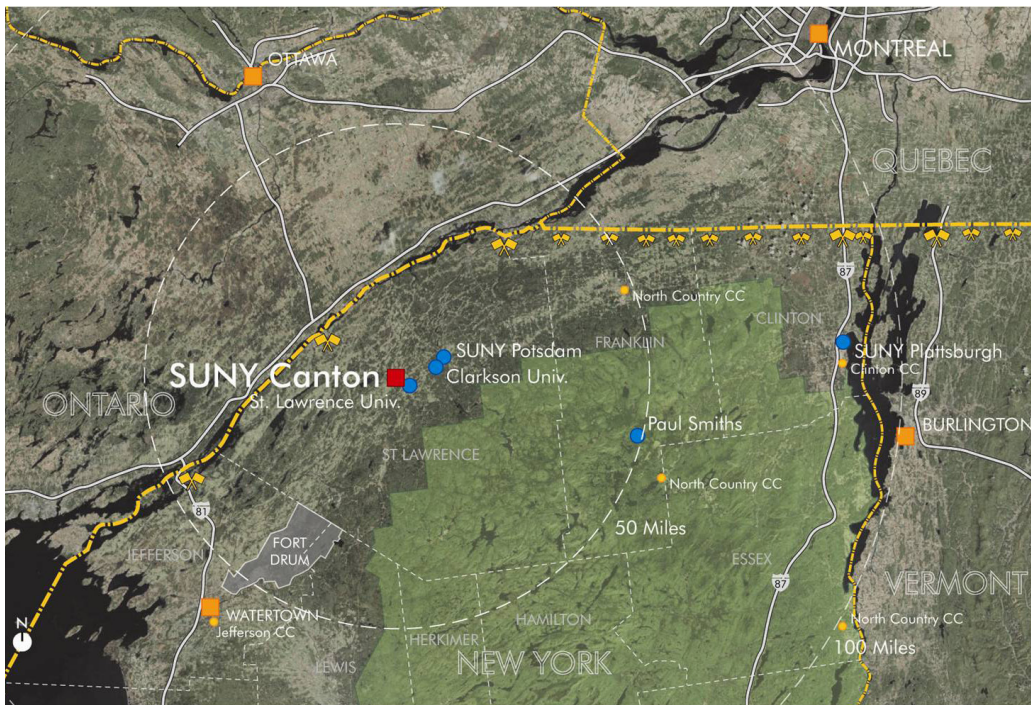 OTTAWA
MONTREAL
QUEBEC
87
North Country CC
CLINTON
FRANKLIN
SUNY Potsdam
SUNY Plattsburgh
Clinton CC
SUNY Canton
Clarkson Univ.
St. Lawrence Univ.
ONTARIO
89
Paul Smiths
BURLINGTON
ST LAWRENCE
North Country CC
81
50 Miles
FORT
DRUM
JEFFERSON
ESSEX
87
VERMONT
N
WATERTOWN
Jefferson CC
HAMILTON
North Country CC
HERKIMER
100 Miles
LEWIS
NEW YORK